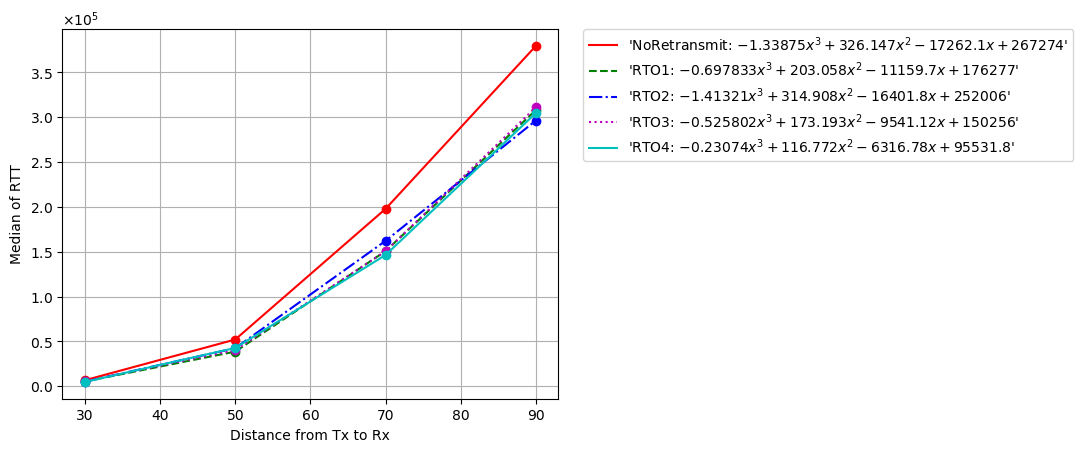 ×10⁵
3.5
3.0
2.5
2.0
1.5
1.0
0.5
0.0
Median of RTT
30 40 50 60 70 80 90
Distance from Tx to Rx
'NoRetransmit: −1.33875x³ + 326.147x² − 17262.1x + 267274'
'RTO1: −0.697833x³ + 203.058x² − 11159.7x + 176277'
'RTO2: −1.41321x³ + 314.908x² − 16401.8x + 252006'
'RTO3: −0.525802x³ + 173.193x² − 9541.12x + 150256'
'RTO4: −0.23074x³ + 116.772x² − 6316.78x + 95531.8'